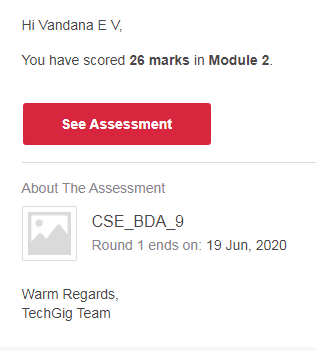 Hi Vandana E V,
You have scored 26 marks in Module 2.
See Assessment
About The Assessment
CSE_BDA_9
Round 1 ends on: 19 Jun, 2020
Warm Regards,
TechGig Team